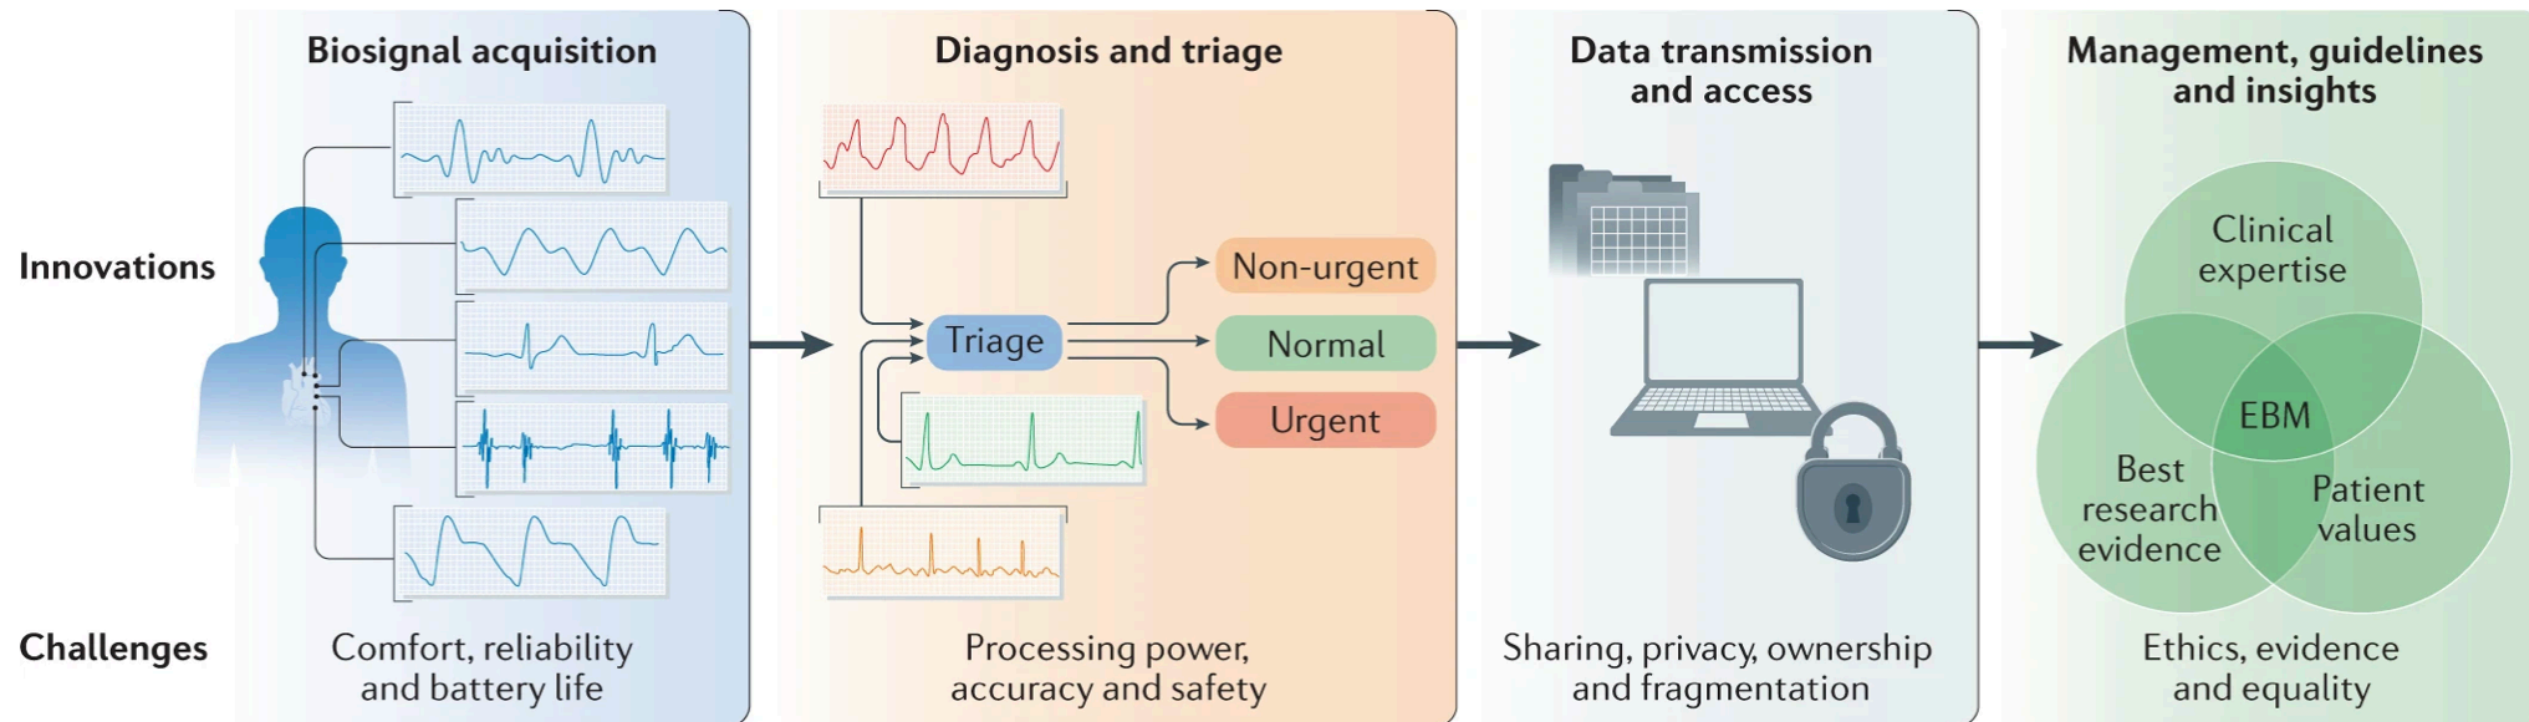 Biosignal acquisition
Diagnosis and triage
Data transmission
and access
Management, guidelines
and insights
Innovations
Triage
Non-urgent
Normal
Urgent
Clinical
expertise
EBM
Best
research
evidence
Patient
values
Challenges
Comfort, reliability
and battery life
Processing power,
accuracy and safety
Sharing, privacy, ownership
and fragmentation
Ethics, evidence
and equality